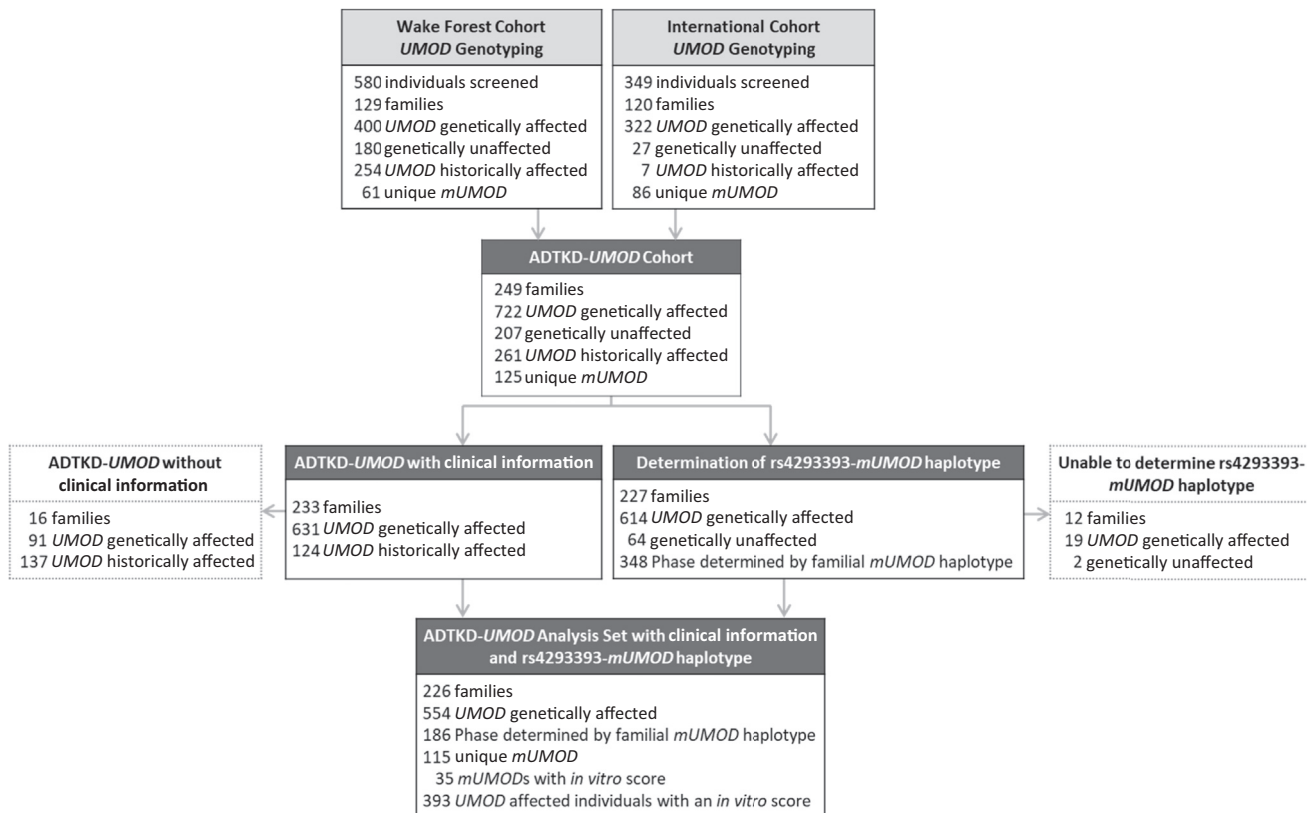 Wake Forest Cohort
UMOD Genotyping
580 individuals screened
129 families
400 UMOD genetically affected
180 genetically unaffected
254 UMOD historically affected
61 unique mUMOD
International Cohort
UMOD Genotyping
349 individuals screened
120 families
322 UMOD genetically affected
27 genetically unaffected
7 UMOD historically affected
86 unique mUMOD
ADTKD-UMOD Cohort
249 families
722 UMOD genetically affected
207 genetically unaffected
261 UMOD historically affected
125 unique mUMOD
ADTKD-UMOD without
clinical information
16 families
91 UMOD genetically affected
137 UMOD historically affected
ADTKD-UMOD with clinical information
233 families
631 UMOD genetically affected
124 UMOD historically affected
Determination of rs4293393-mUMOD haplotype
227 families
614 UMOD genetically affected
64 genetically unaffected
348 Phase determined by familial mUMOD haplotype
Unable to determine rs4293393-
mUMOD haplotype
12 families
19 UMOD genetically affected
2 genetically unaffected
ADTKD-UMOD Analysis Set with clinical information
and rs4293393-mUMOD haplotype
226 families
554 UMOD genetically affected
186 Phase determined by familial mUMOD haplotype
115 unique mUMOD
35 mUMODs with in vitro score
393 UMOD affected individuals with an in vitro score